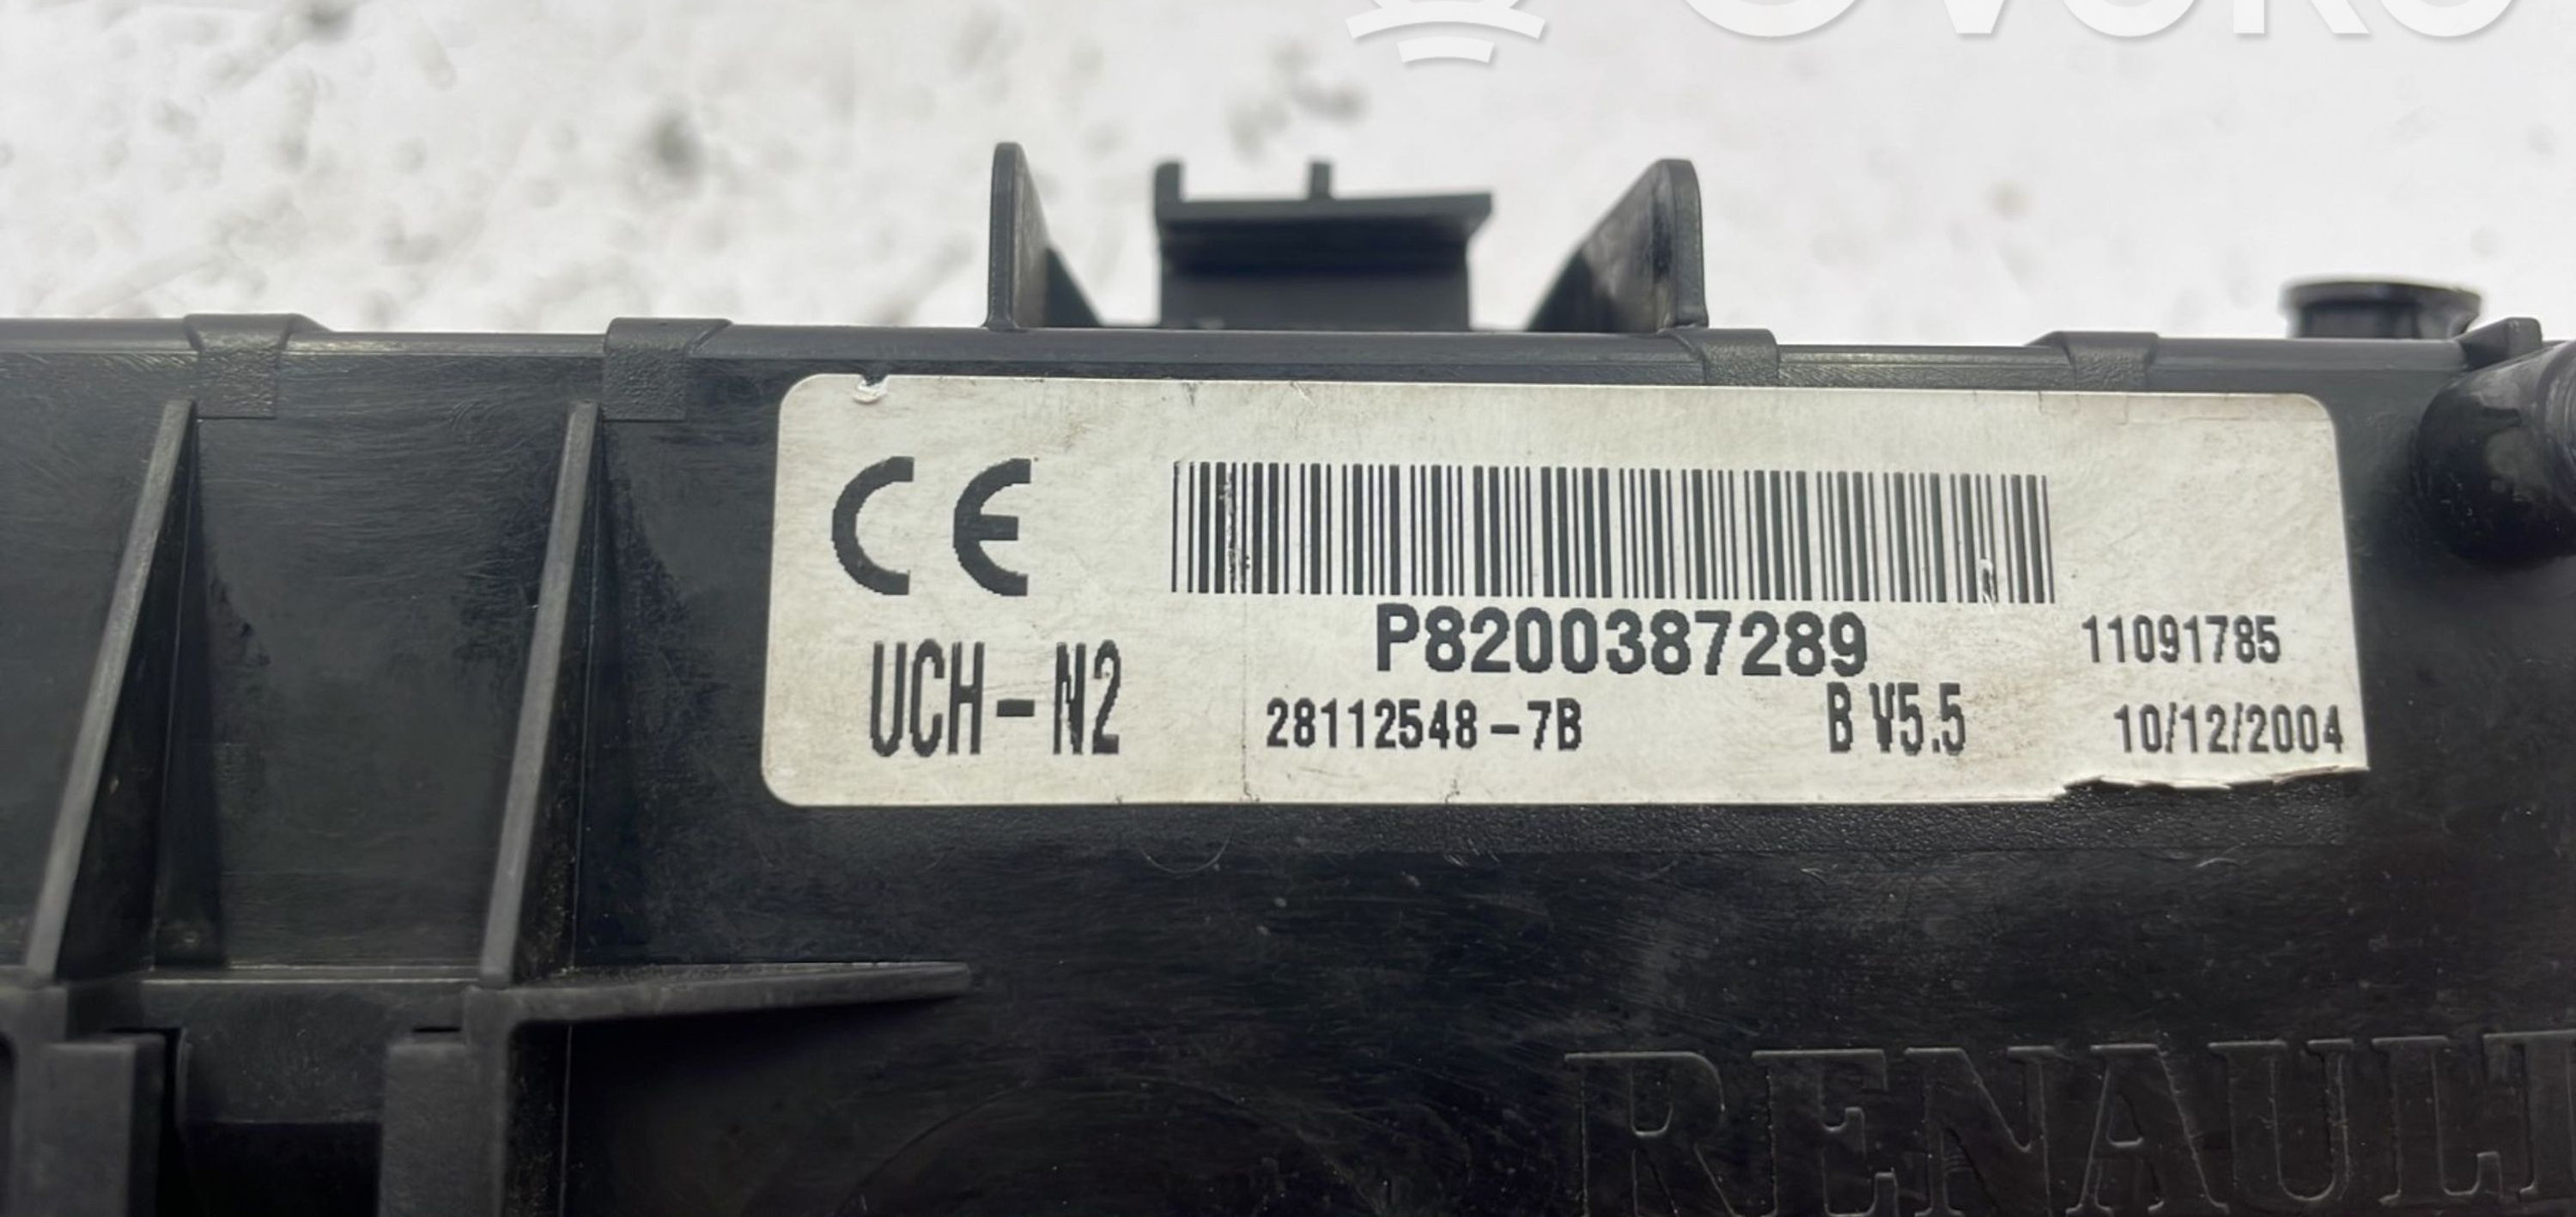 CE
P8200387289
11091785
UCH-N2
28112548-7B
B V5.5
10/12/2004
RENAULT